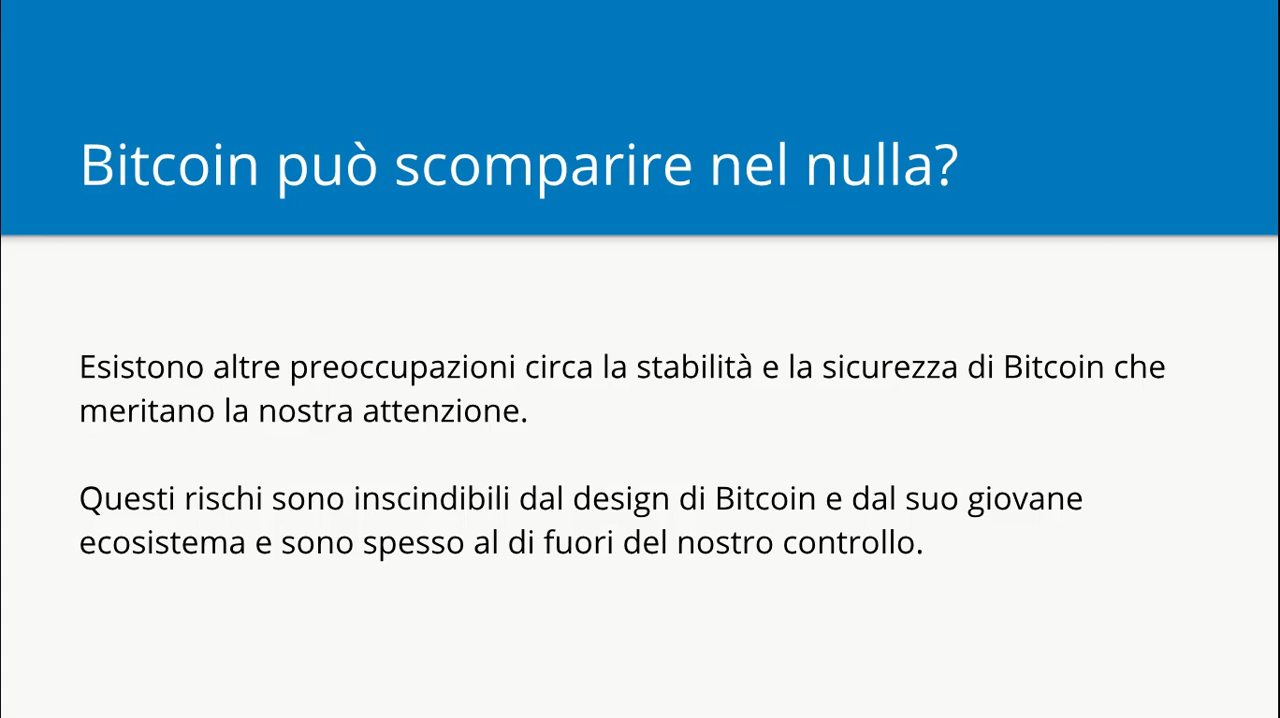 Bitcoin può scomparire nel nulla?
Esistono altre preoccupazioni circa la stabilità e la sicurezza di Bitcoin che
meritano la nostra attenzione.
Questi rischi sono inscindibili dal design di Bitcoin e dal suo giovane
ecosistema e sono spesso al di fuori del nostro controllo.